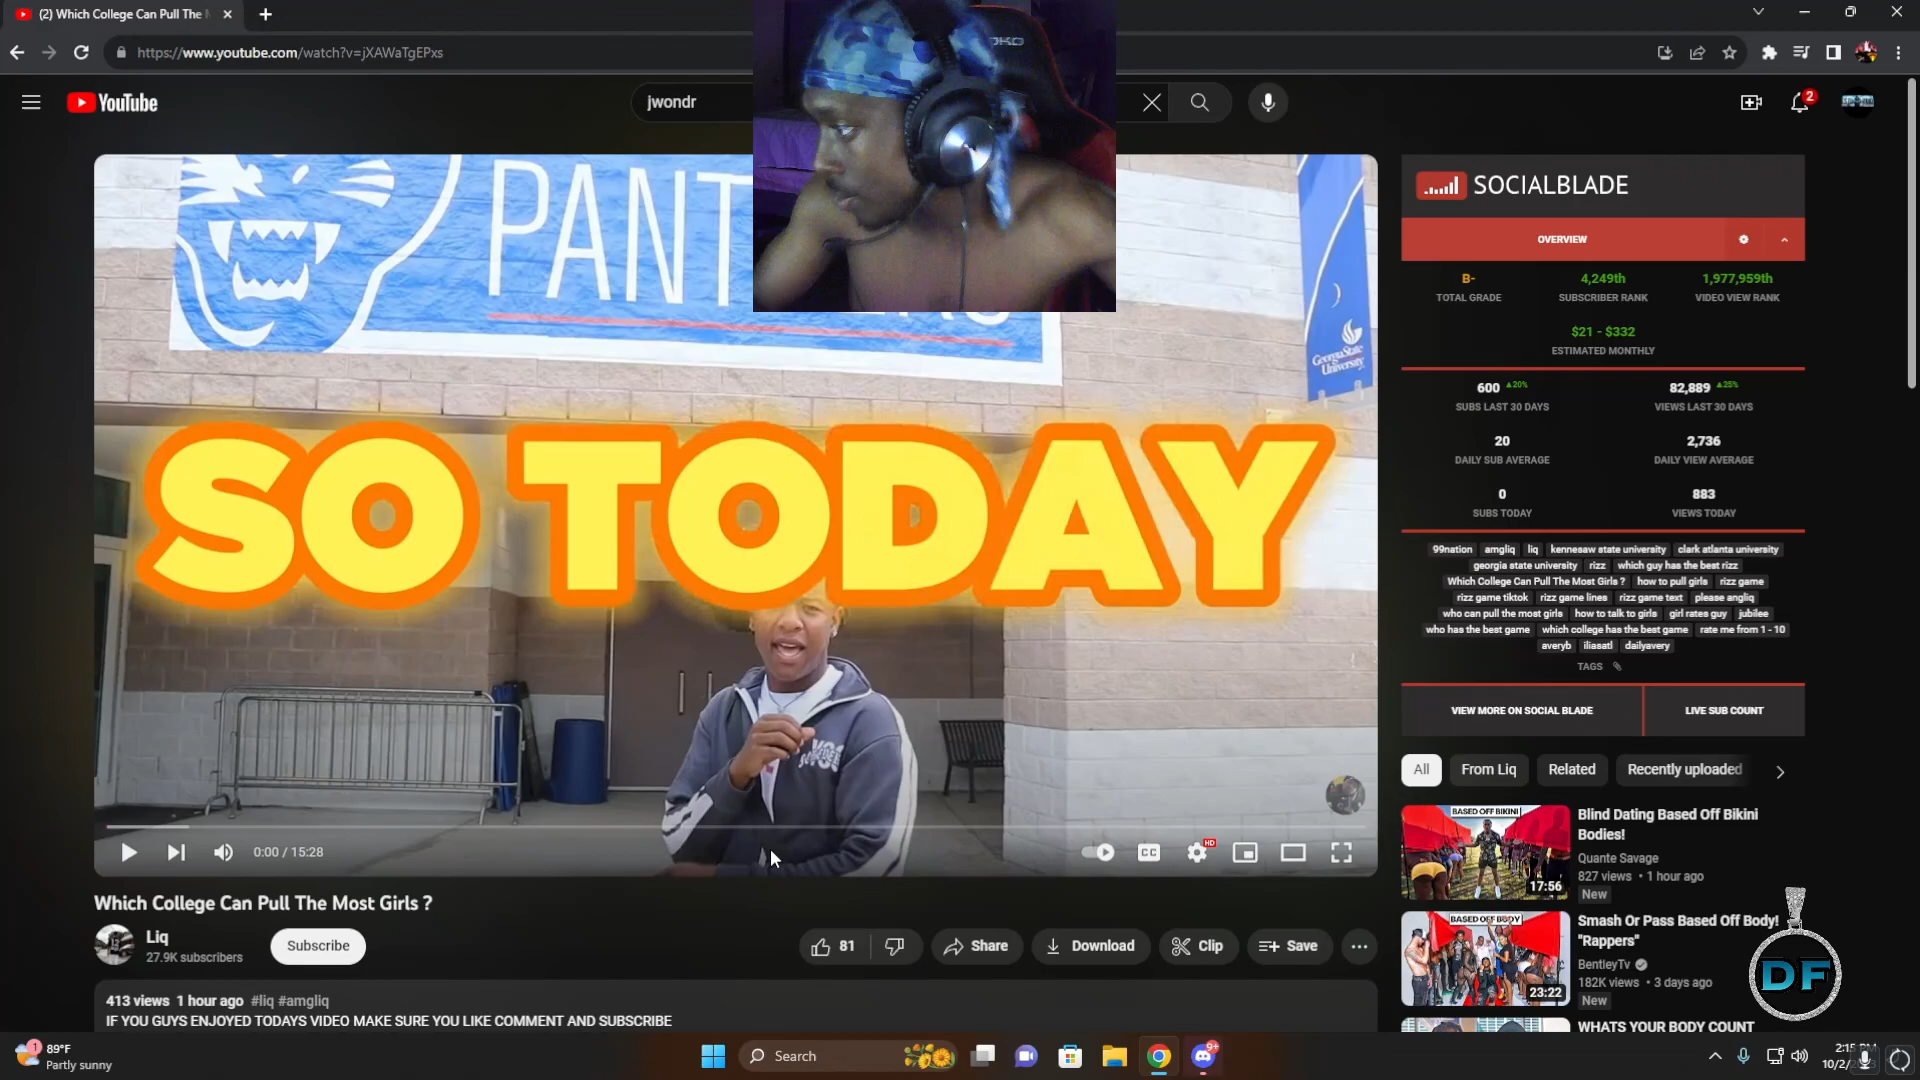 (2) Which College Can Pull The
https://www.youtube.com/watch?v=jXAWaTgEPxs
YouTube
jwondr
2
SOCIALBLADE
OVERVIEW
B-
TOTAL GRADE
4,249th
SUBSCRIBER RANK
1,977,959th
VIDEO VIEW RANK
$21 - $332
ESTIMATED MONTHLY
600 ▲20%
SUBS LAST 30 DAYS
82,889 ▲25%
VIEWS LAST 30 DAYS
20
DAILY SUB AVERAGE
2,736
DAILY VIEW AVERAGE
0
SUBS TODAY
883
VIEWS TODAY
99nation amgliq liq kennesaw state university clark atlanta university
georgia state university rizz which guy has the best rizz
Which College Can Pull The Most Girls ? how to pull girls rizz game
rizz game tiktok rizz game lines rizz game text please angliq
who can pull the most girls how to talk to girls girl rates guy jubilee
who has the best game which college has the best game rate me from 1 - 10
averyb iliasatl dailyavery
TAGS
VIEW MORE ON SOCIAL BLADE
LIVE SUB COUNT
PANT
Georgia State
University
SO TODAY
0:00 / 15:28
CC
HD
Which College Can Pull The Most Girls ?
Liq
27.9K subscribers
Subscribe
81
Share
Download
Clip
Save
413 views 1 hour ago #liq #amgliq
IF YOU GUYS ENJOYED TODAYS VIDEO MAKE SURE YOU LIKE COMMENT AND SUBSCRIBE
All
From Liq
Related
Recently uploaded
BASED OFF BIKINI
17:56
Blind Dating Based Off Bikini
Bodies!
Quante Savage
827 views • 1 hour ago
New
BASED OFF BODY
23:22
Smash Or Pass Based Off Body!
"Rappers"
BentleyTv
182K views • 3 days ago
New
WHATS YOUR BODY COUNT
DF
1
89°F
Partly sunny
Search
9+